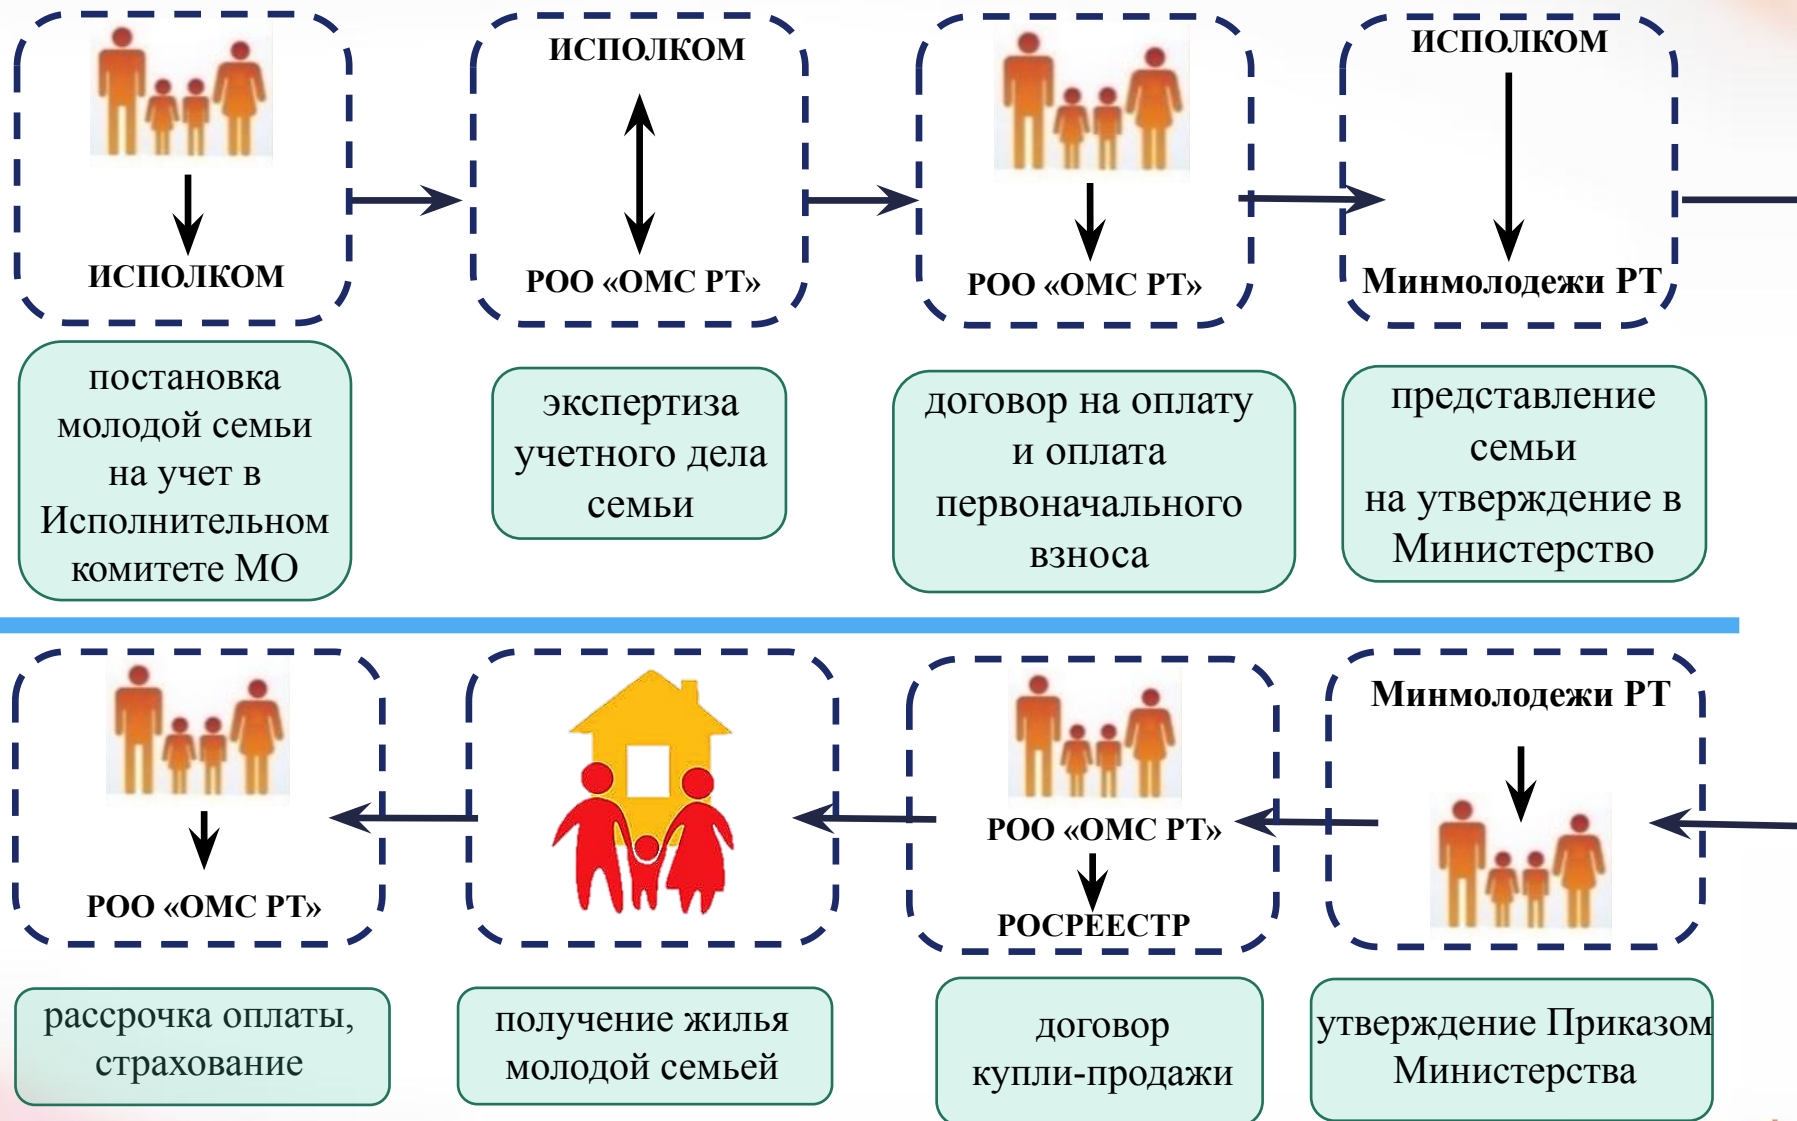 ИСПОЛКОМ
постановка
молодой семьи
на учет в
Исполнительном
комитете МО
ИСПОЛКОМ
РОО «ОМС РТ»
экспертиза
учетного дела
семьи
РОО «ОМС РТ»
договор на оплату
и оплата
первоначального
взноса
ИСПОЛКОМ
Минмолодежи РТ
представление
семьи
на утверждение в
Министерство
Минмолодежи РТ
утверждение Приказом
Министерства
РОО «ОМС РТ»
РОСРЕЕСТР
договор
купли-продажи
получение жилья
молодой семьей
РОО «ОМС РТ»
рассрочка оплаты,
страхование